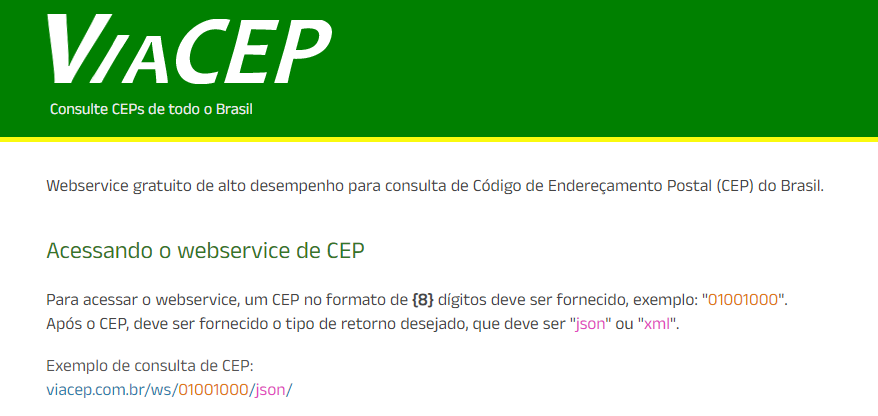 VIACEP
Consulte CEPs de todo o Brasil
Webservice gratuito de alto desempenho para consulta de Código de Endereçamento Postal (CEP) do Brasil.
Acessando o webservice de CEP
Para acessar o webservice, um CEP no formato de {8} dígitos deve ser fornecido, exemplo: "01001000".
Após o CEP, deve ser fornecido o tipo de retorno desejado, que deve ser "json" ou "xml".
Exemplo de consulta de CEP:
viacep.com.br/ws/01001000/json/